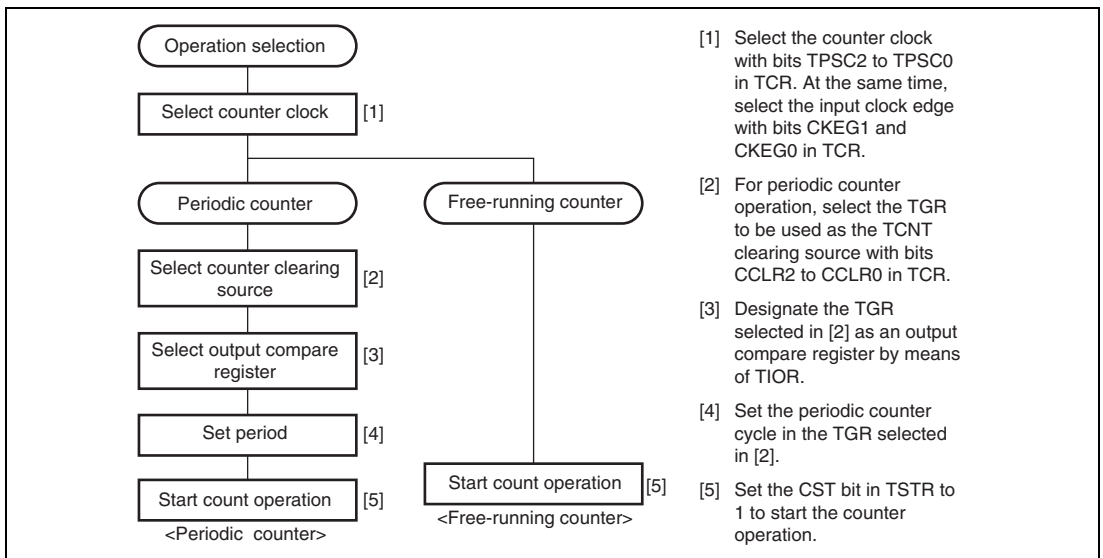 Operation selection
Select counter clock
[1]
Periodic counter
Free-running counter
Select counter clearing
source
[2]
Select output compare
register
[3]
Set period
[4]
Start count operation
[5]
<Periodic counter>
Start count operation
[5]
<Free-running counter>
[1] Select the counter clock
with bits TPSC2 to TPSC0
in TCR. At the same time,
select the input clock edge
with bits CKEG1 and
CKEG0 in TCR.
[2] For periodic counter
operation, select the TGR
to be used as the TCNT
clearing source with bits
CCLR2 to CCLR0 in TCR.
[3] Designate the TGR
selected in [2] as an output
compare register by means
of TIOR.
[4] Set the periodic counter
cycle in the TGR selected
in [2].
[5] Set the CST bit in TSTR to
1 to start the counter
operation.